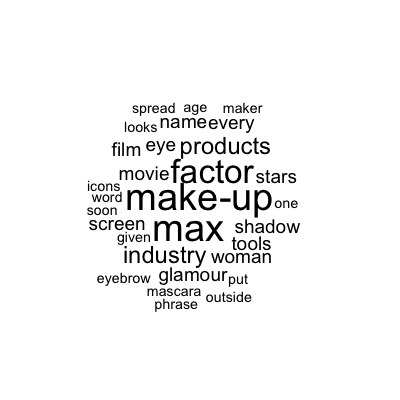 spread age maker
looks name every
film eye products
movie factor stars
icons
word make-up one
soon
screen max shadow
given tools
industry woman
eyebrow glamour put
mascara outside
phrase